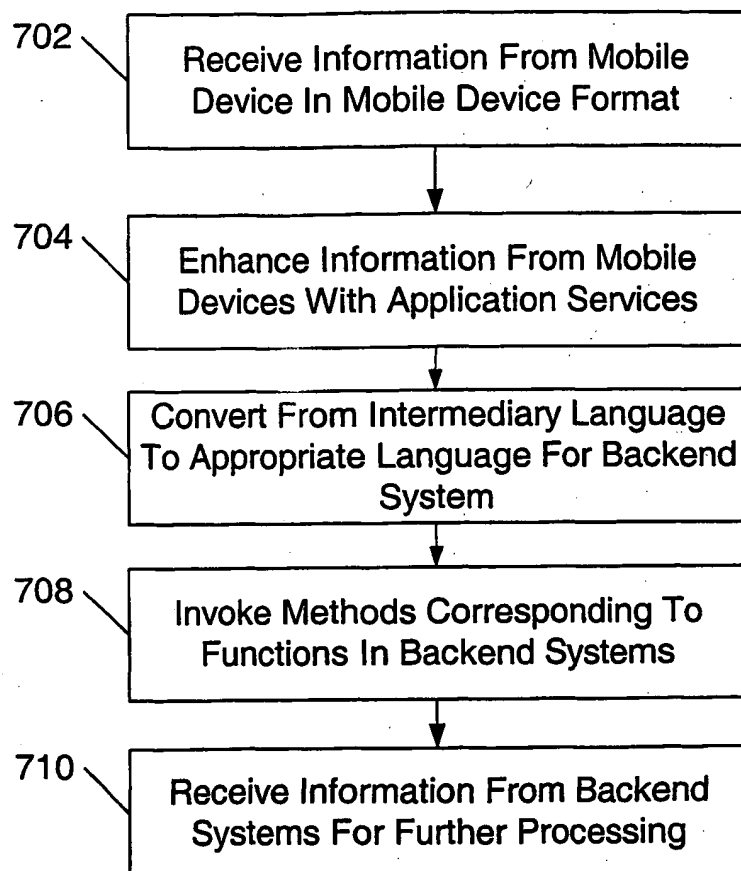 702
Receive Information From Mobile
Device In Mobile Device Format
704
Enhance Information From Mobile
Devices With Application Services
706
Convert From Intermediary Language
To Appropriate Language For Backend
System
708
Invoke Methods Corresponding To
Functions In Backend Systems
710
Receive Information From Backend
Systems For Further Processing